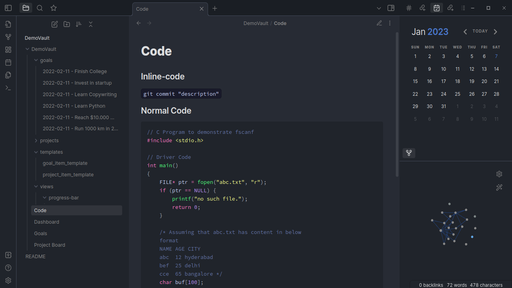 Code
DemoVault
DemoVault
goals
2022-02-11 - Finish College
2022-02-11 - Invest in startup
2022-02-11 - Learn Copywriting
2022-02-11 - Learn Python
2022-02-11 - Reach $10,000 ...
2022-02-11 - Run 1000 km in 2...
projects
templates
goal_item_template
project_item_template
views
progress-bar
Code
Dashboard
Goals
Project Board
README
DemoVault / Code
Code
Inline-code
git commit "description"
Normal Code
// C Program to demonstrate fscanf
#include <stdio.h>
// Driver Code
int main()
{
FILE* ptr = fopen("abc.txt", "r");
if (ptr == NULL) {
printf("no such file.");
return 0;
}
/* Assuming that abc.txt has content in below
format
NAME AGE CITY
abc 12 hyderabad
bef 25 delhi
cce 65 bangalore */
char buf[100];
Jan 2023
TODAY
SUN MON TUE WED THU FRI SAT
1 2 3 4 5 6 7
8 9 10 11 12 13 14
15 16 17 18 19 20 21
22 23 24 25 26 27 28
29 30 31 1 2 3 4
0 backlinks 72 words 478 characters